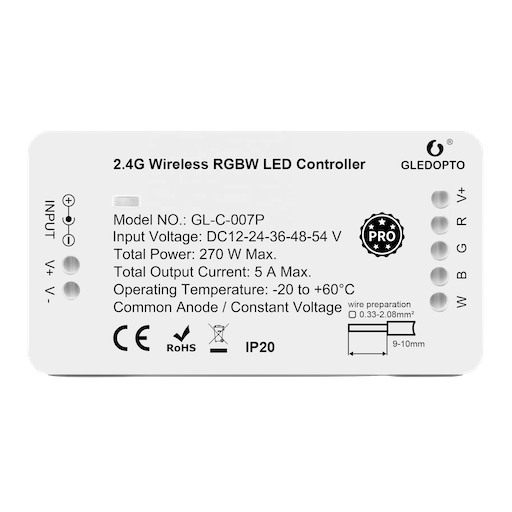 2.4G Wireless RGBW LED Controller
GLEDOPTO®
Model NO.: GL-C-007P
Input Voltage: DC12-24-36-48-54 V
Total Power: 270 W Max.
Total Output Current: 5 A Max.
Operating Temperature: -20 to +60°C
Common Anode / Constant Voltage
PRO
wire preparation
0.33-2.08mm²
9-10mm
CE
RoHS
IP20
INPUT
V+
V-
V+
R
G
B
W